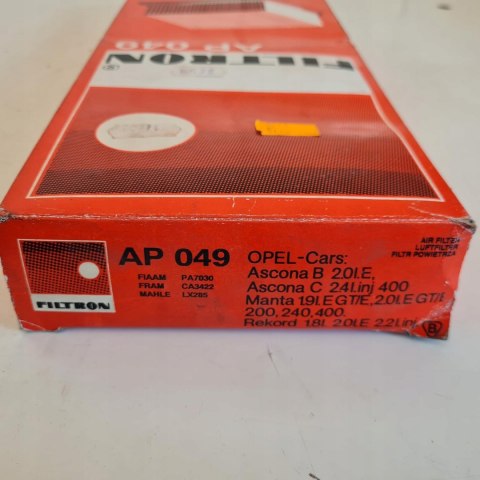 AP 049
FILTRON
AP 049
FIAAM PA7030
FRAM CA3422
MAHLE LX285
FILTRON
OPEL-Cars:
Ascona B 2.0l.E,
Ascona C 2.4l.inj 400
Manta 1.9l.E GT/E, 2.0l.E GT/E
200, 240, 400.
Rekord 1.8l. 2.0l.E 2.2l.inj
AIR FILTER
LUFTFILTER
FILTR POWIETRZA
B